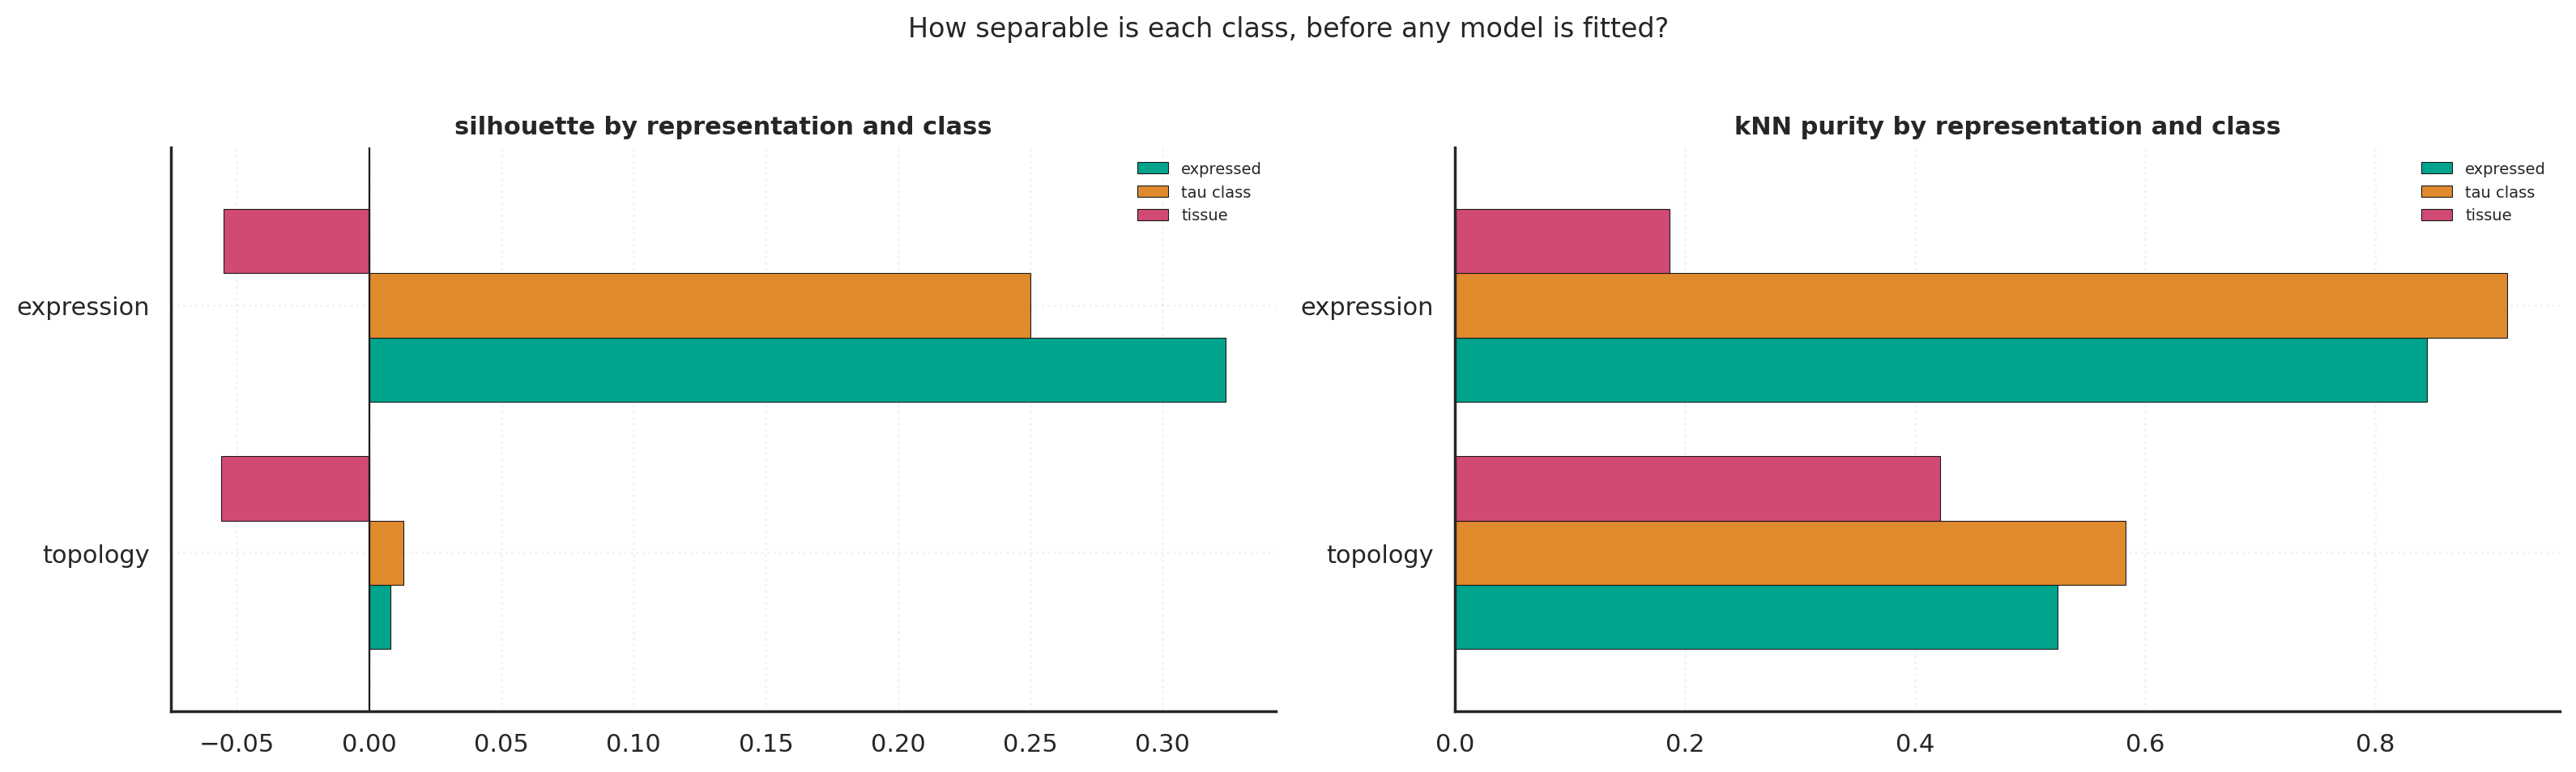 How separable is each class, before any model is fitted?
silhouette by representation and class
expressed
tau class
tissue
expression
topology
−0.05 0.00 0.05 0.10 0.15 0.20 0.25 0.30
kNN purity by representation and class
expressed
tau class
tissue
expression
topology
0.0 0.2 0.4 0.6 0.8